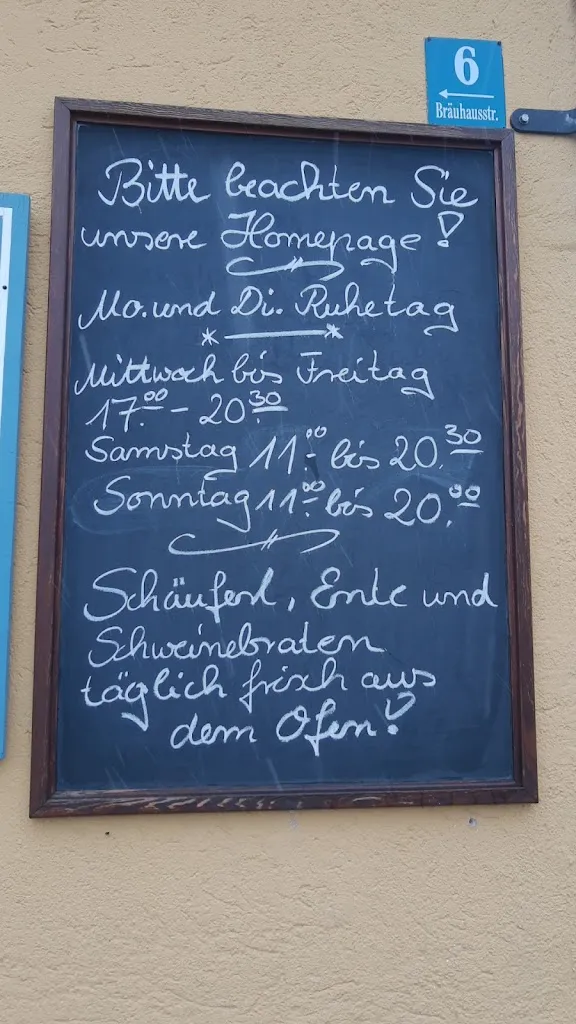 6
Bräuhausstr.
Bitte beachten Sie
unsere Homepage!
Mo. und Di. Ruhetag
Mittwoch bis Freitag
17.00 - 20.30
Samstag 11.00 bis 20.30
Sonntag 11.00 bis 20.00
Schäuferl, Ente und
Schweinebraten
täglich frisch aus
dem Ofen!